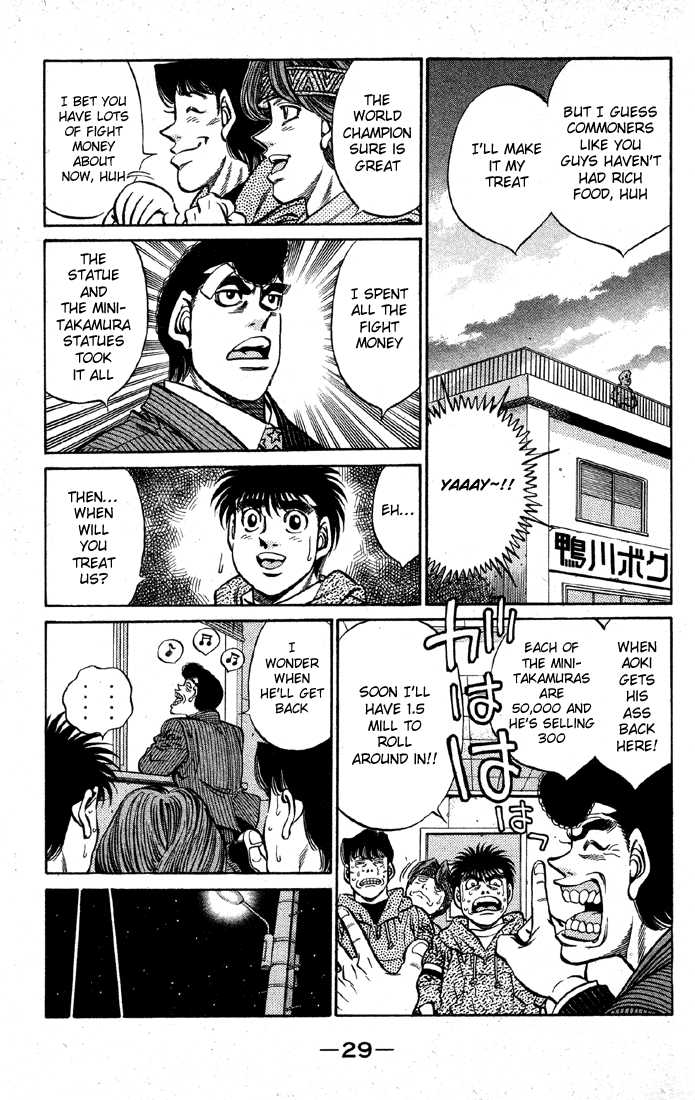 BUT I GUESS
COMMONERS
LIKE YOU
GUYS HAVEN'T
HAD RICH
FOOD, HUH
I'LL MAKE
IT MY
TREAT
YAAAY~!!
鴨川ボク
THE
WORLD
CHAMPION
SURE IS
GREAT
I BET YOU
HAVE LOTS
OF FIGHT
MONEY
ABOUT
NOW, HUH
I SPENT
ALL THE
FIGHT
MONEY
THE
STATUE
AND
THE MINI-
TAKAMURA
STATUES
TOOK
IT ALL
EH...
THEN...
WHEN
WILL
YOU
TREAT
US?
WHEN
AOKI
GETS
HIS
ASS
BACK
HERE!
EACH OF
THE MINI-
TAKAMURAS
ARE
50,000 AND
HE'S SELLING
300
SOON I'LL
HAVE 1.5
MILL TO
ROLL
AROUND IN!!
がはははっ
I
WONDER
WHEN
HE'LL GET
BACK
......
—29—